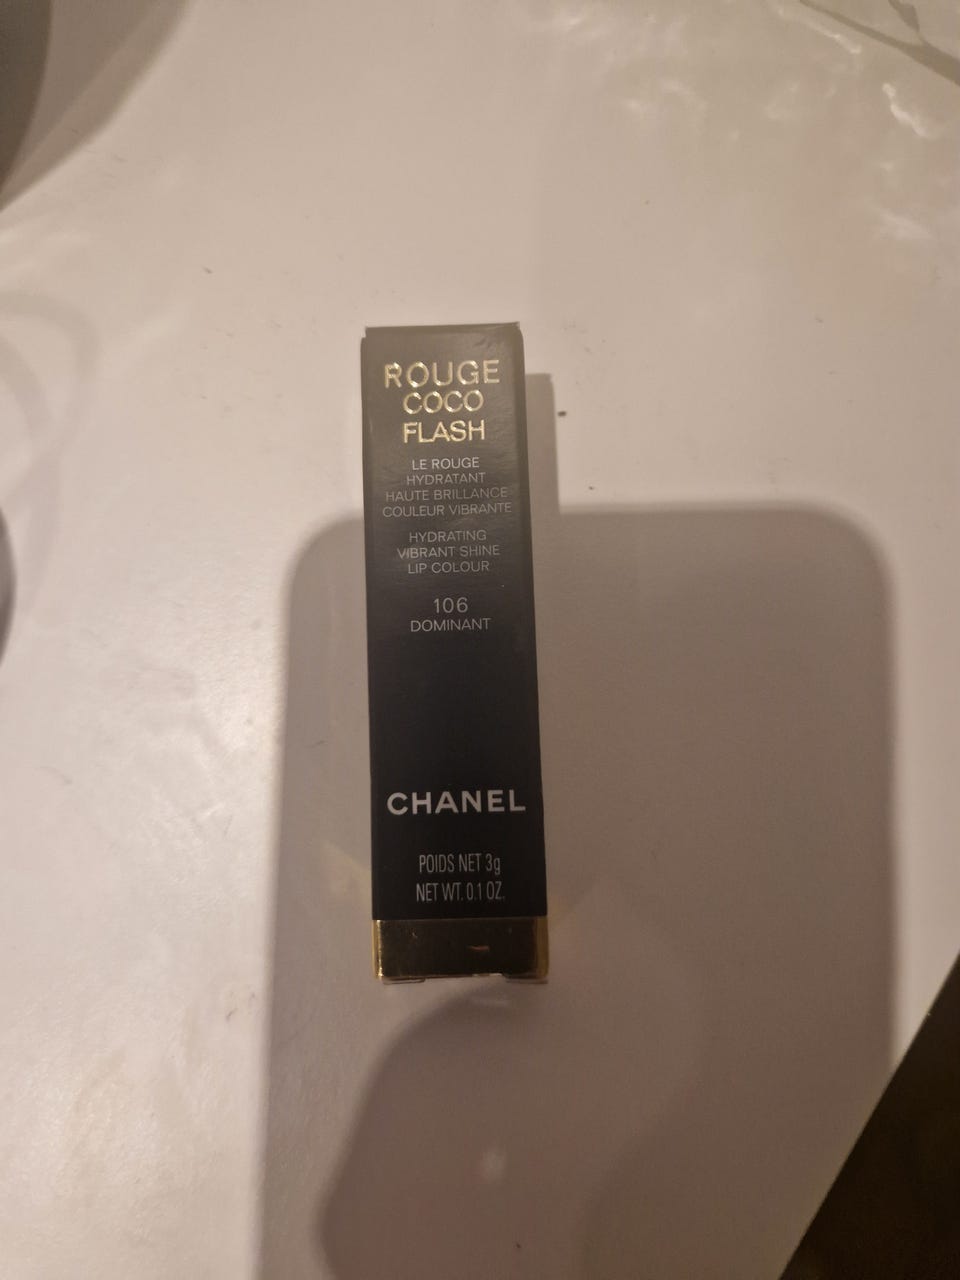 ROUGE
COCO
FLASH
LE ROUGE
HYDRATANT
HAUTE BRILLANCE
COULEUR VIBRANTE
HYDRATING
VIBRANT SHINE
LIP COLOUR
106
DOMINANT
CHANEL
POIDS NET 3g
NET WT. 0.1 OZ.